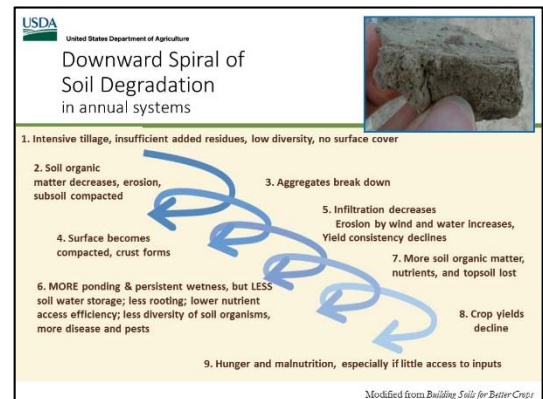 USDA
United States Department of Agriculture
Downward Spiral of
Soil Degradation
in annual systems
1. Intensive tillage, insufficient added residues, low diversity, no surface cover
2. Soil organic
matter decreases, erosion,
subsoil compacted
3. Aggregates break down
4. Surface becomes
compacted, crust forms
5. Infiltration decreases
Erosion by wind and water increases,
Yield consistency declines
6. MORE ponding & persistent wetness, but LESS
soil water storage; less rooting; lower nutrient
access efficiency; less diversity of soil organisms,
more disease and pests
7. More soil organic matter,
nutrients, and topsoil lost
8. Crop yields
decline
9. Hunger and malnutrition, especially if little access to inputs
Modified from Building Soils for Better Crops